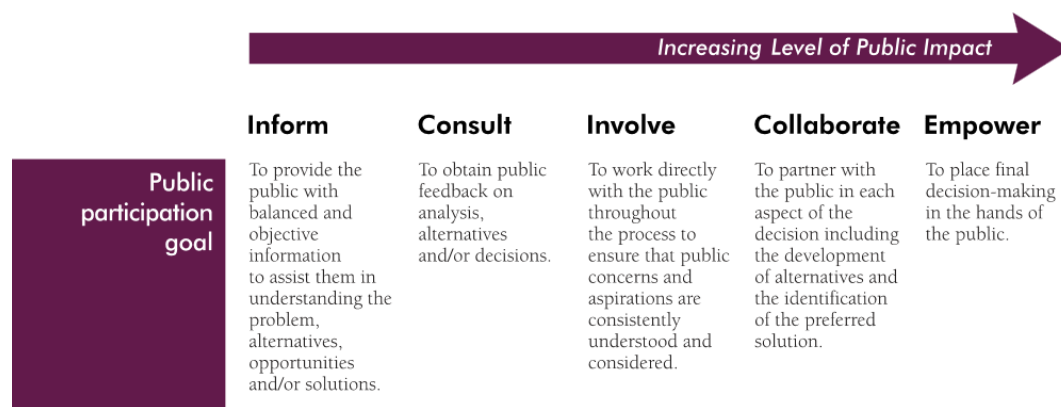 Increasing Level of Public Impact
Inform
Consult
Involve
Collaborate
Empower
Public
participation
goal
To provide the
public with
balanced and
objective
information
to assist them in
understanding the
problem,
alternatives,
opportunities
and/or solutions.
To obtain public
feedback on
analysis,
alternatives
and/or decisions.
To work directly
with the public
throughout
the process to
ensure that public
concerns and
aspirations are
consistently
understood and
considered.
To partner with
the public in each
aspect of the
decision including
the development
of alternatives and
the identification
of the preferred
solution.
To place final
decision-making
in the hands of
the public.